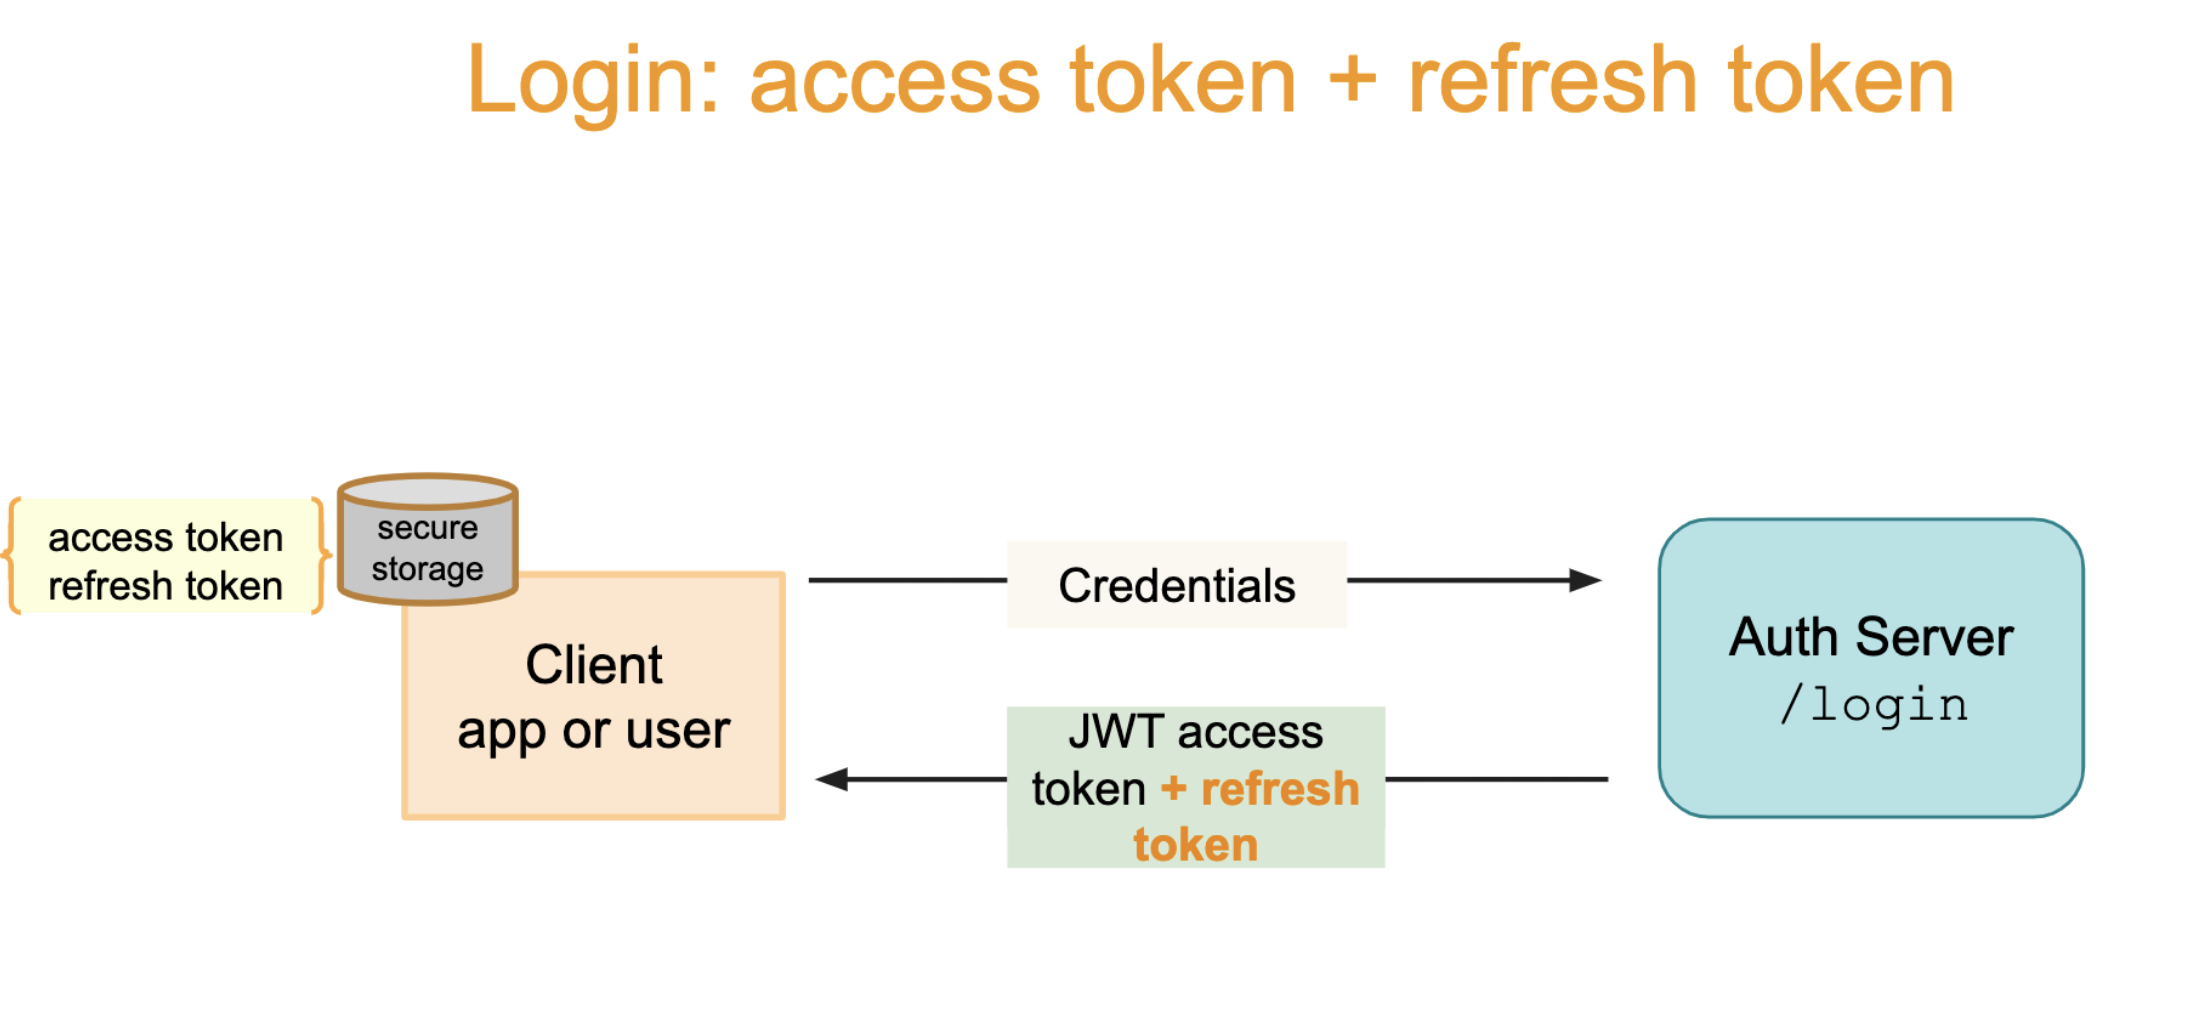 Login: access token + refresh token
access token
refresh token
secure
storage
Client
app or user
Credentials
JWT access
token + refresh
token
Auth Server
/login